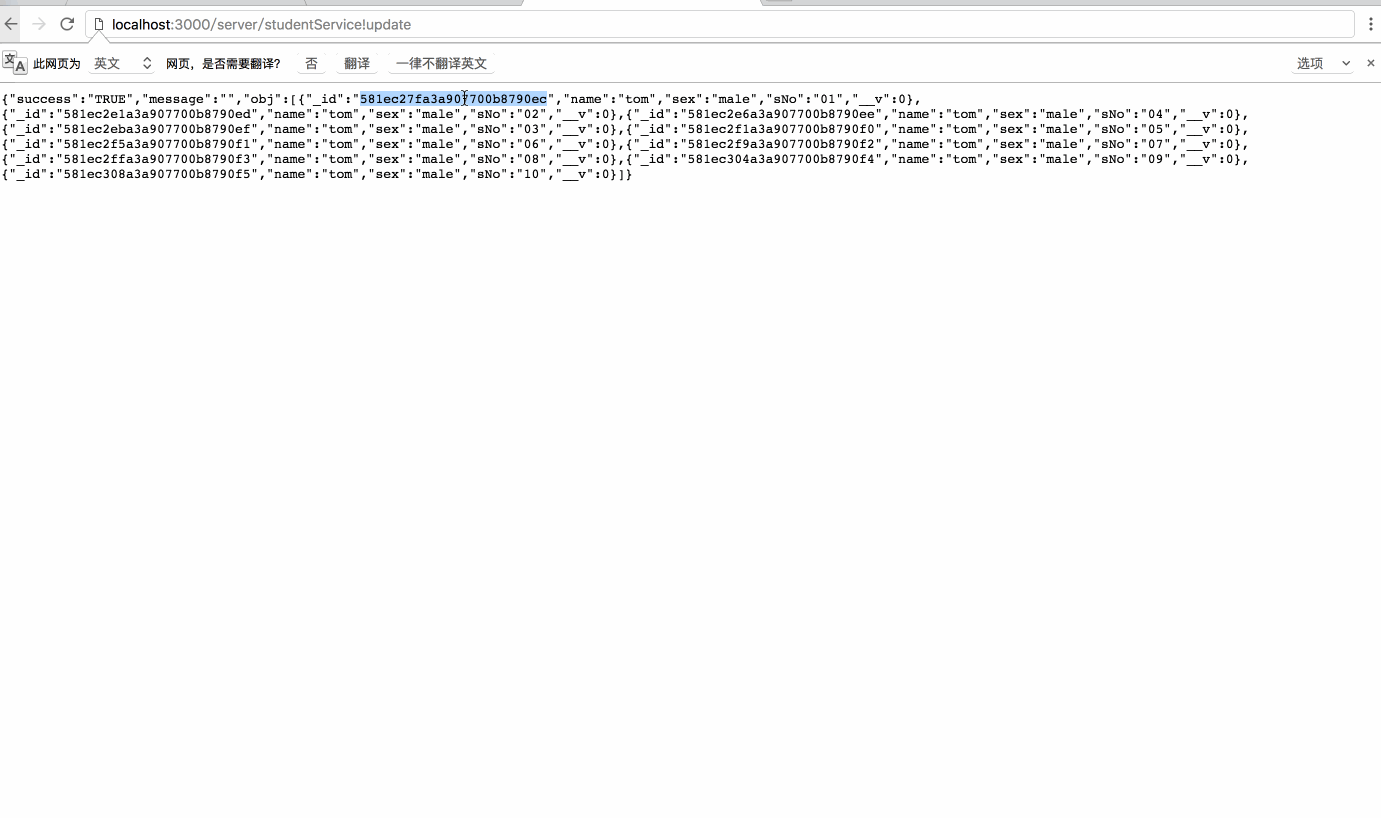 localhost:3000/server/studentService!update
此网页为 英文 网页，是否需要翻译? 否 翻译 一律不翻译英文 选项
{"success":"TRUE","message":"","obj":[{"_id":"581ec27fa3a907700b8790ec","name":"tom","sex":"male","sNo":"01","__v":0},
{"_id":"581ec2e1a3a907700b8790ed","name":"tom","sex":"male","sNo":"02","__v":0},{"_id":"581ec2e6a3a907700b8790ee","name":"tom","sex":"male","sNo":"04","__v":0},
{"_id":"581ec2eba3a907700b8790ef","name":"tom","sex":"male","sNo":"03","__v":0},{"_id":"581ec2f1a3a907700b8790f0","name":"tom","sex":"male","sNo":"05","__v":0},
{"_id":"581ec2f5a3a907700b8790f1","name":"tom","sex":"male","sNo":"06","__v":0},{"_id":"581ec2f9a3a907700b8790f2","name":"tom","sex":"male","sNo":"07","__v":0},
{"_id":"581ec2ffa3a907700b8790f3","name":"tom","sex":"male","sNo":"08","__v":0},{"_id":"581ec304a3a907700b8790f4","name":"tom","sex":"male","sNo":"09","__v":0},
{"_id":"581ec308a3a907700b8790f5","name":"tom","sex":"male","sNo":"10","__v":0}]}